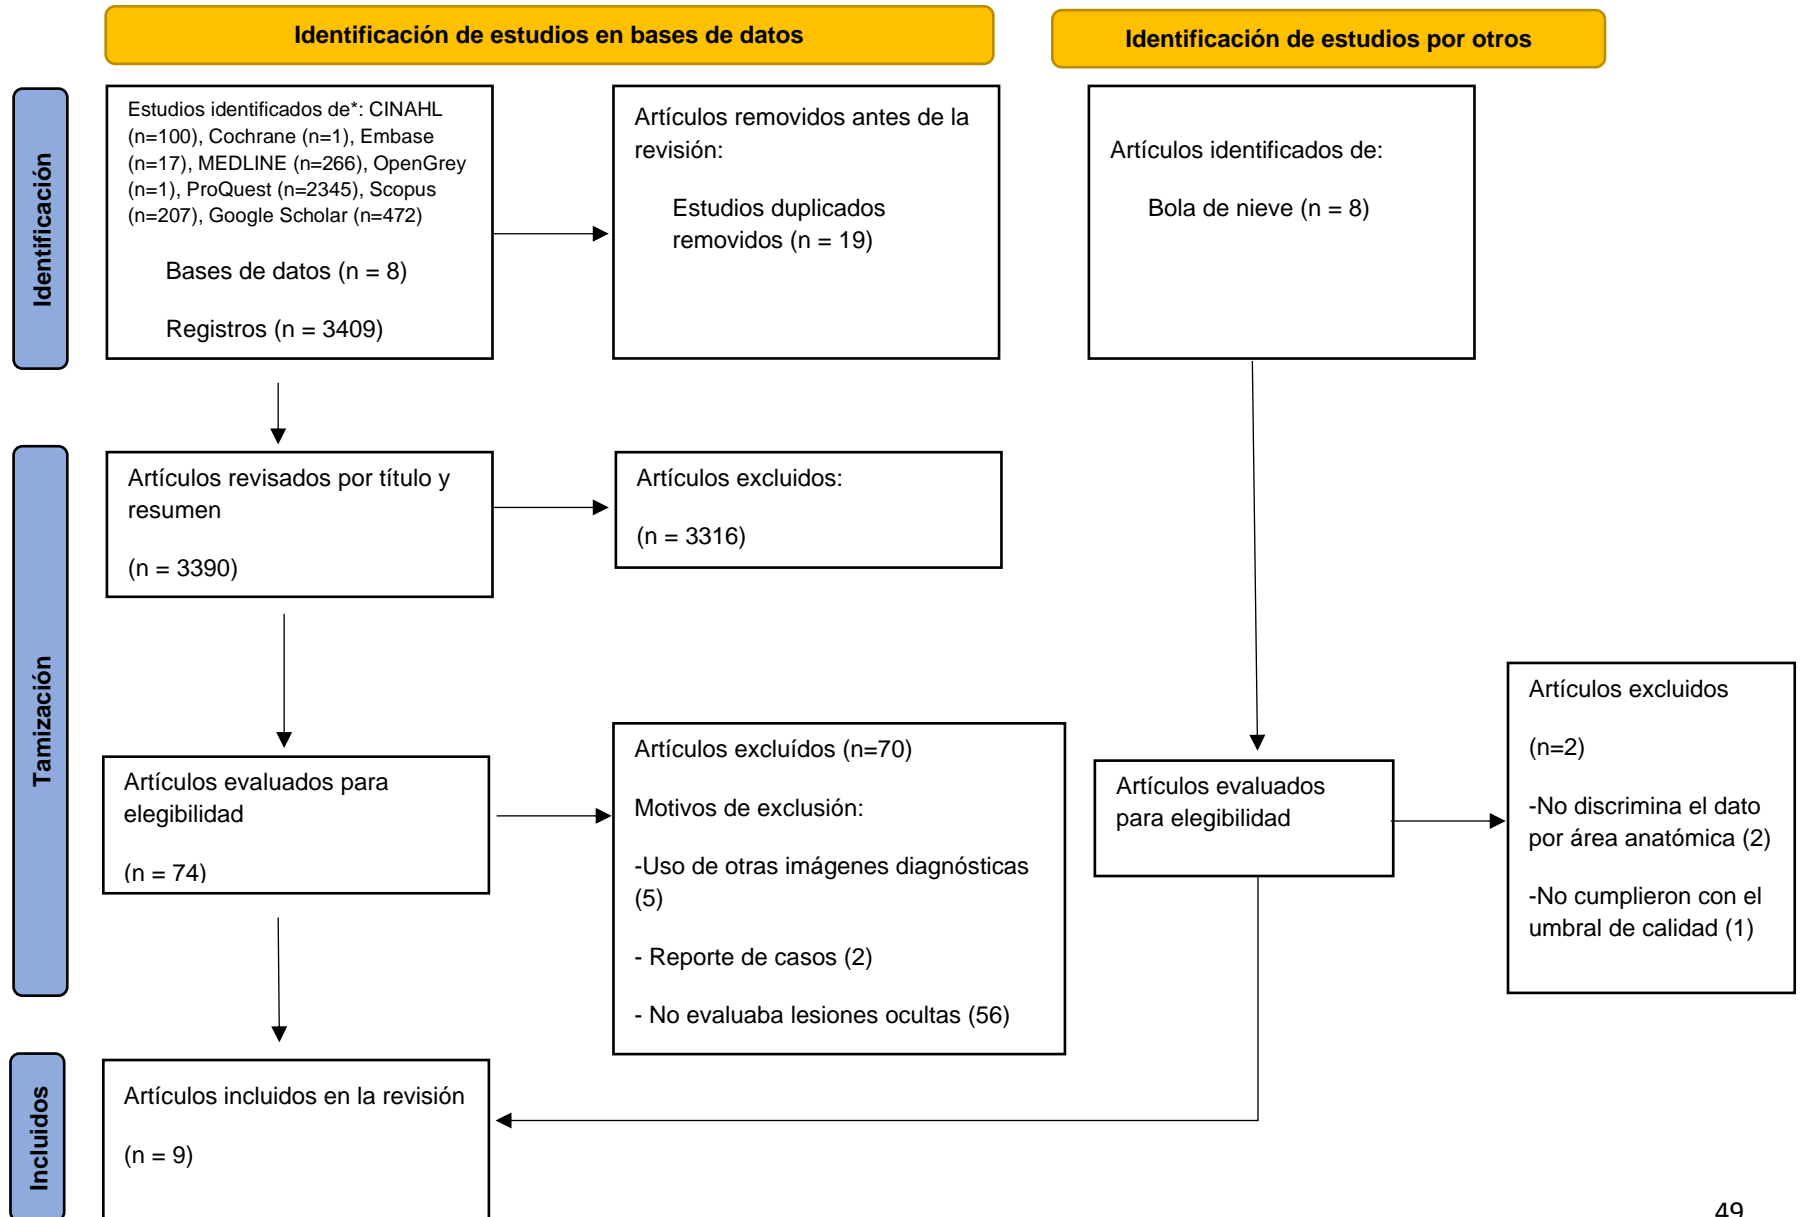 Identificación de estudios en bases de datos
Identificación de estudios por otros
Identificación
Estudios identificados de*: CINAHL
(n=100), Cochrane (n=1), Embase
(n=17), MEDLINE (n=266), OpenGrey
(n=1), ProQuest (n=2345), Scopus
(n=207), Google Scholar (n=472)
Bases de datos (n = 8)
Registros (n = 3409)
Artículos removidos antes de la
revisión:
Estudios duplicados
removidos (n = 19)
Artículos identificados de:
Bola de nieve (n = 8)
Tamización
Artículos revisados por título y
resumen
(n = 3390)
Artículos excluidos:
(n = 3316)
Artículos evaluados para
elegibilidad
(n = 74)
Artículos excluídos (n=70)
Motivos de exclusión:
-Uso de otras imágenes diagnósticas
(5)
- Reporte de casos (2)
- No evaluaba lesiones ocultas (56)
Artículos evaluados
para elegibilidad
Artículos excluidos
(n=2)
-No discrimina el dato
por área anatómica (2)
-No cumplieron con el
umbral de calidad (1)
Incluidos
Artículos incluidos en la revisión
(n = 9)
49